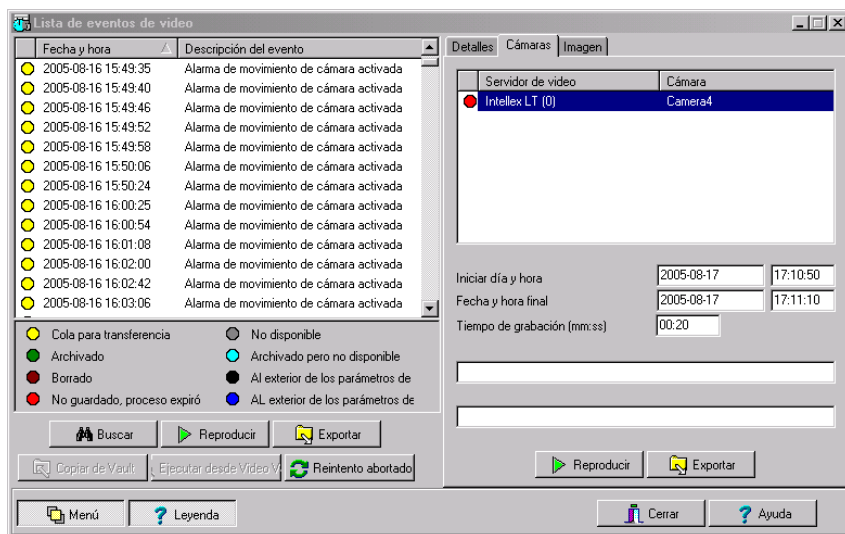 Lista de eventos de video
Fecha y hora Descripción del evento
2005-08-16 15:49:35 Alarma de movimiento de cámara activada
2005-08-16 15:49:40 Alarma de movimiento de cámara activada
2005-08-16 15:49:46 Alarma de movimiento de cámara activada
2005-08-16 15:49:52 Alarma de movimiento de cámara activada
2005-08-16 15:49:58 Alarma de movimiento de cámara activada
2005-08-16 15:50:06 Alarma de movimiento de cámara activada
2005-08-16 15:50:24 Alarma de movimiento de cámara activada
2005-08-16 16:00:25 Alarma de movimiento de cámara activada
2005-08-16 16:00:54 Alarma de movimiento de cámara activada
2005-08-16 16:01:08 Alarma de movimiento de cámara activada
2005-08-16 16:02:00 Alarma de movimiento de cámara activada
2005-08-16 16:02:42 Alarma de movimiento de cámara activada
2005-08-16 16:03:06 Alarma de movimiento de cámara activada
Cola para transferencia No disponible
Archivado Archivado pero no disponible
Borrado Al exterior de los parámetros de
No guardado, proceso expiró AL exterior de los parámetros de
Buscar Reproducir Exportar
Copiar de Vault Ejecutar desde Video V Reintento abortado
Detalles Cámaras Imagen
Servidor de video Cámara
Intellex LT (0) Camera4
Iniciar día y hora 2005-08-17 17:10:50
Fecha y hora final 2005-08-17 17:11:10
Tiempo de grabación (mm:ss) 00:20
Reproducir Exportar
Menú Leyenda Cerrar Ayuda